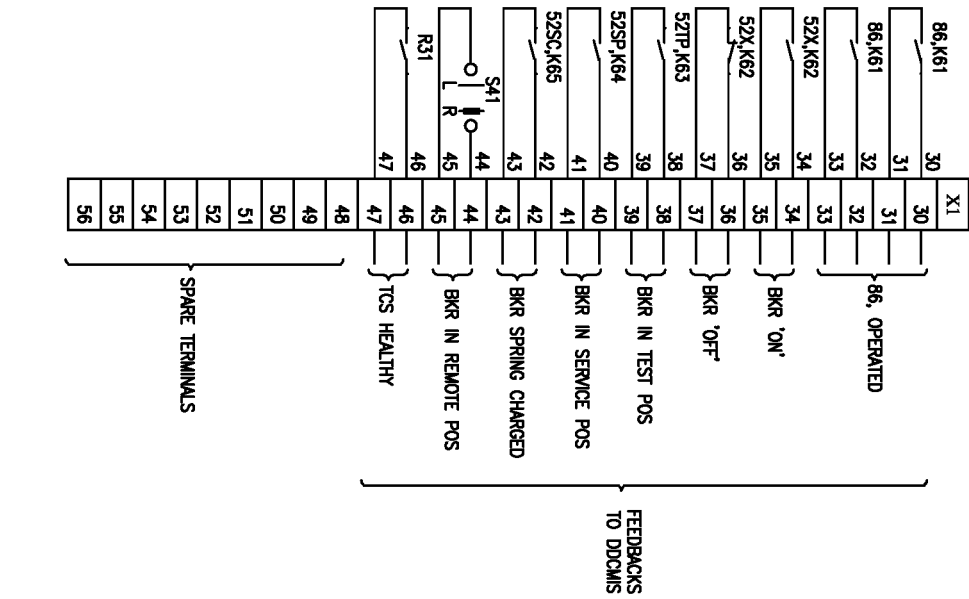 86,K61
86,K61
52X,K62
52X,K62
52TP,K63
52SP,K64
52SC,K65
S41
L
R
R31
30
31
32
33
34
35
36
37
38
39
40
41
42
43
44
45
46
47
X1
30
31
32
33
34
35
36
37
38
39
40
41
42
43
44
45
46
47
48
49
50
51
52
53
54
55
56
86, OPERATED
BKR 'ON'
BKR 'OFF'
BKR IN TEST POS
BKR IN SERVICE POS
BKR SPRING CHARGED
BKR IN REMOTE POS
TCS HEALTHY
SPARE TERMINALS
FEEDBACKS
TO DDCMIS